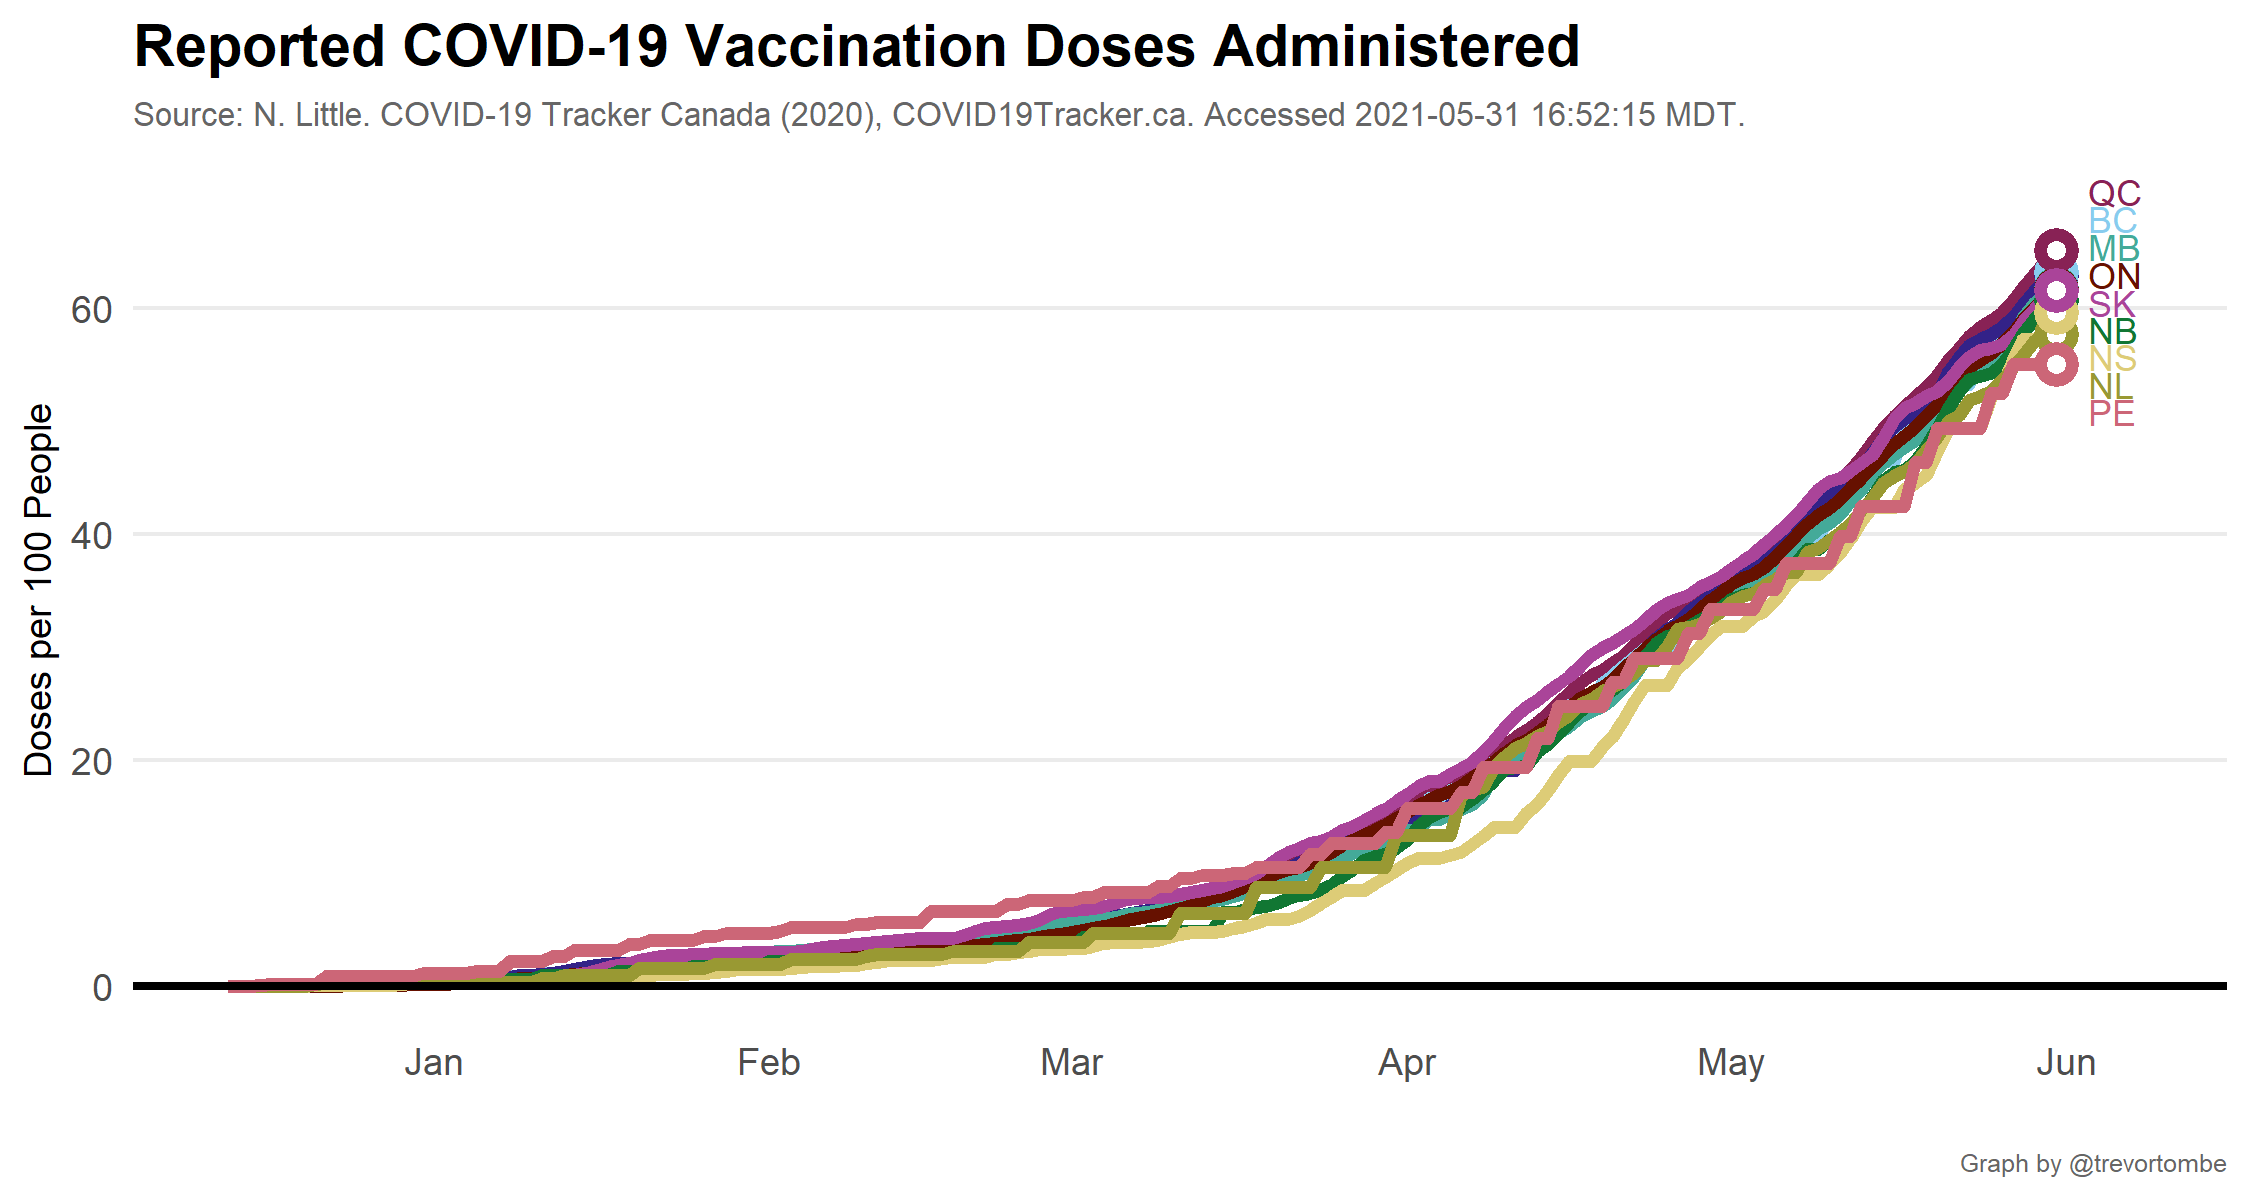 Reported COVID-19 Vaccination Doses Administered
Source: N. Little. COVID-19 Tracker Canada (2020), COVID19Tracker.ca. Accessed 2021-05-31 16:52:15 MDT.
QC
BC
MB
ON
SK
NB
NS
NL
PE
Doses per 100 People
60
40
20
0
Jan Feb Mar Apr May Jun
Graph by @trevortombe